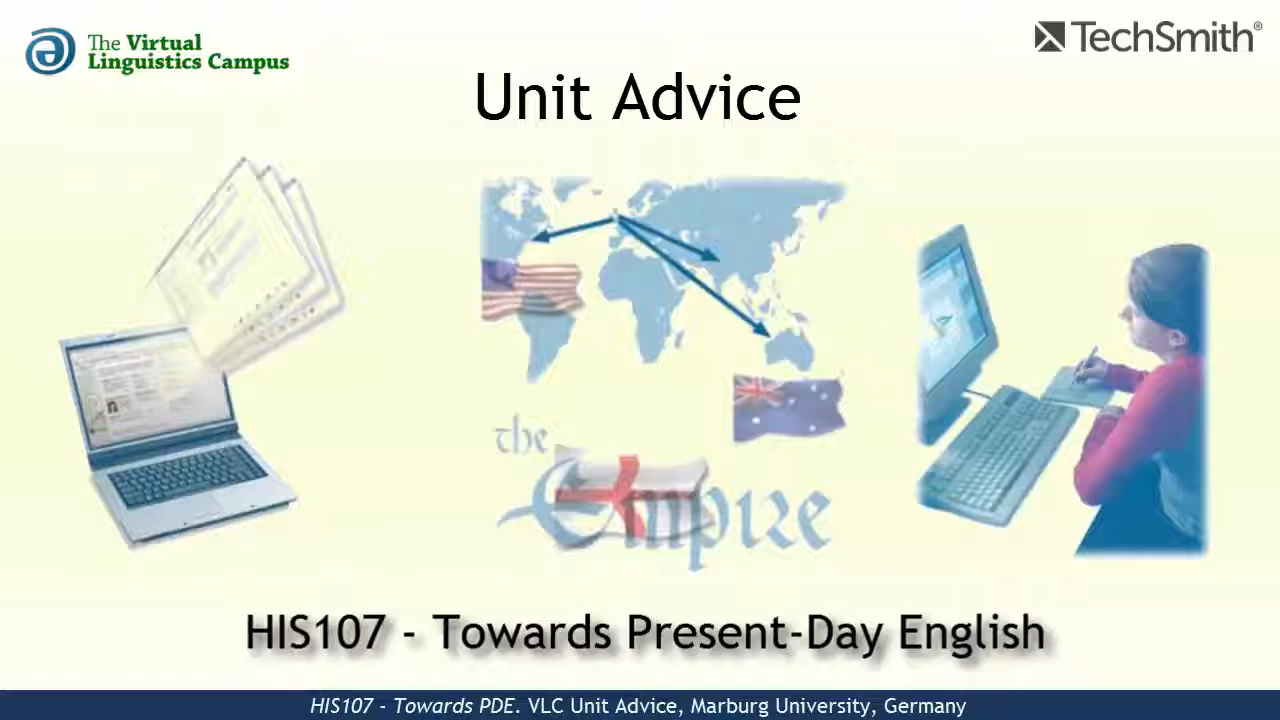 The Virtual
Linguistics Campus
TechSmith®
Unit Advice
the
Empire
HIS107 - Towards Present-Day English
HIS107 - Towards PDE. VLC Unit Advice, Marburg University, Germany